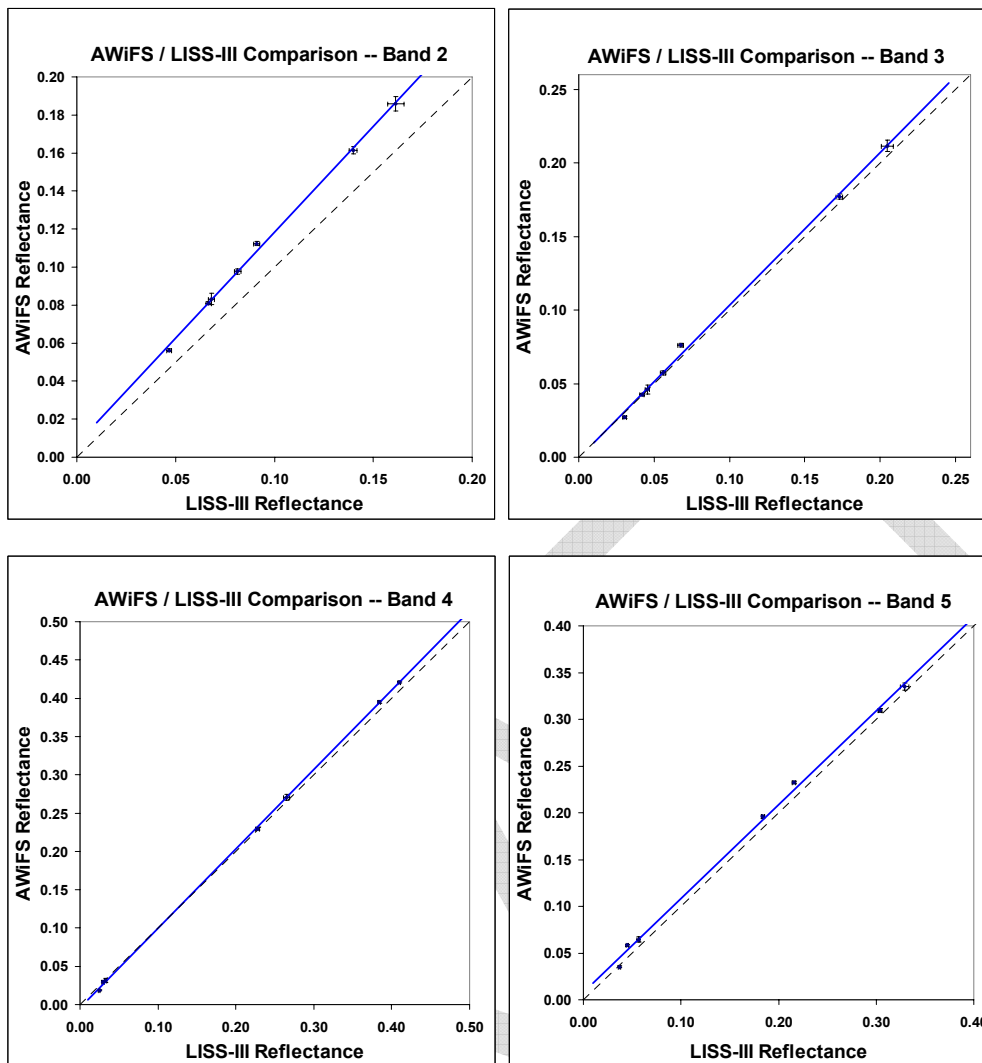 AWiFS / LISS-III Comparison -- Band 2
0.20
0.18
0.16
0.14
0.12
0.10
0.08
0.06
0.04
0.02
0.00
AWiFS Reflectance
0.00 0.05 0.10 0.15 0.20
LISS-III Reflectance
AWiFS / LISS-III Comparison -- Band 3
0.25
0.20
0.15
0.10
0.05
0.00
AWiFS Reflectance
0.00 0.05 0.10 0.15 0.20 0.25
LISS-III Reflectance
AWiFS / LISS-III Comparison -- Band 4
0.50
0.45
0.40
0.35
0.30
0.25
0.20
0.15
0.10
0.05
0.00
AWiFS Reflectance
0.00 0.10 0.20 0.30 0.40 0.50
LISS-III Reflectance
AWiFS / LISS-III Comparison -- Band 5
0.40
0.35
0.30
0.25
0.20
0.15
0.10
0.05
0.00
AWiFS Reflectance
0.00 0.10 0.20 0.30 0.40
LISS-III Reflectance